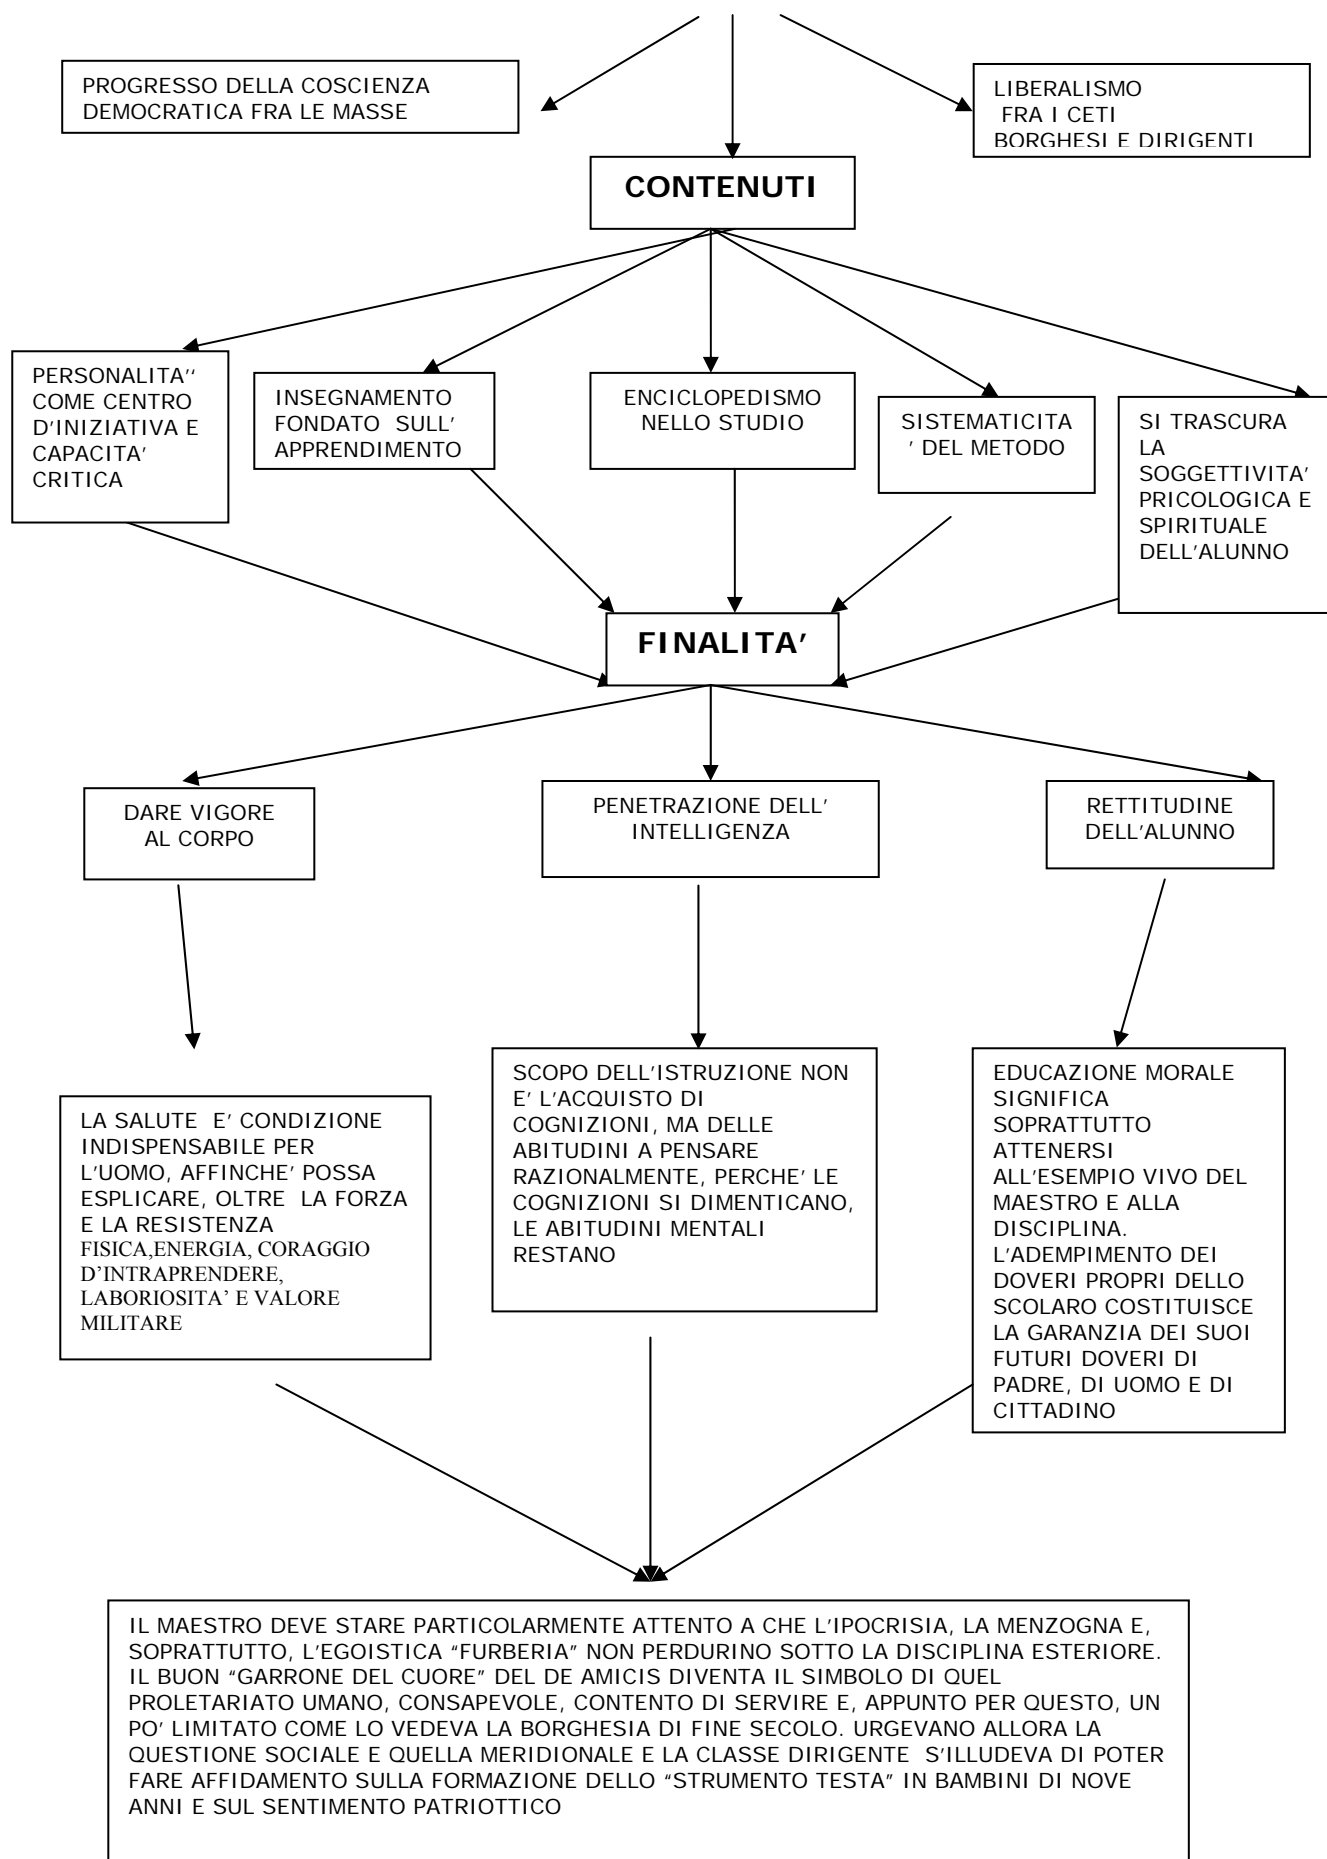 PROGRESSO DELLA COSCIENZA
DEMOCRATICA FRA LE MASSE
LIBERALISMO
FRA I CETI
BORGHESI E DIRIGENTI
CONTENUTI
PERSONALITA''
COME CENTRO
D'INIZIATIVA E
CAPACITA'
CRITICA
INSEGNAMENTO
FONDATO SULL'
APPRENDIMENTO
ENCICLOPEDISMO
NELLO STUDIO
SISTEMATICITA
' DEL METODO
SI TRASCURA
LA
SOGGETTIVITA'
PRICOLOGICA E
SPIRITUALE
DELL'ALUNNO
FINALITA'
DARE VIGORE
AL CORPO
PENETRAZIONE DELL'
INTELLIGENZA
RETTITUDINE
DELL'ALUNNO
LA SALUTE E' CONDIZIONE
INDISPENSABILE PER
L'UOMO, AFFINCHE' POSSA
ESPLICARE, OLTRE LA FORZA
E LA RESISTENZA
FISICA,ENERGIA, CORAGGIO
D'INTRAPRENDERE,
LABORIOSITA' E VALORE
MILITARE
SCOPO DELL'ISTRUZIONE NON
E' L'ACQUISTO DI
COGNIZIONI, MA DELLE
ABITUDINI A PENSARE
RAZIONALMENTE, PERCHE' LE
COGNIZIONI SI DIMENTICANO,
LE ABITUDINI MENTALI
RESTANO
EDUCAZIONE MORALE
SIGNIFICA
SOPRATTUTTO
ATTENERSI
ALL'ESEMPIO VIVO DEL
MAESTRO E ALLA
DISCIPLINA.
L'ADEMPIMENTO DEI
DOVERI PROPRI DELLO
SCOLARO COSTITUISCE
LA GARANZIA DEI SUOI
FUTURI DOVERI DI
PADRE, DI UOMO E DI
CITTADINO
IL MAESTRO DEVE STARE PARTICOLARMENTE ATTENTO A CHE L'IPOCRISIA, LA MENZOGNA E,
SOPRATTUTTO, L'EGOISTICA "FURBERIA" NON PERDURINO SOTTO LA DISCIPLINA ESTERIORE.
IL BUON "GARRONE DEL CUORE" DEL DE AMICIS DIVENTA IL SIMBOLO DI QUEL
PROLETARIATO UMANO, CONSAPEVOLE, CONTENTO DI SERVIRE E, APPUNTO PER QUESTO, UN
PO' LIMITATO COME LO VEDEVA LA BORGHESIA DI FINE SECOLO. URGEVANO ALLORA LA
QUESTIONE SOCIALE E QUELLA MERIDIONALE E LA CLASSE DIRIGENTE S'ILLUDEVA DI POTER
FARE AFFIDAMENTO SULLA FORMAZIONE DELLO "STRUMENTO TESTA" IN BAMBINI DI NOVE
ANNI E SUL SENTIMENTO PATRIOTTICO